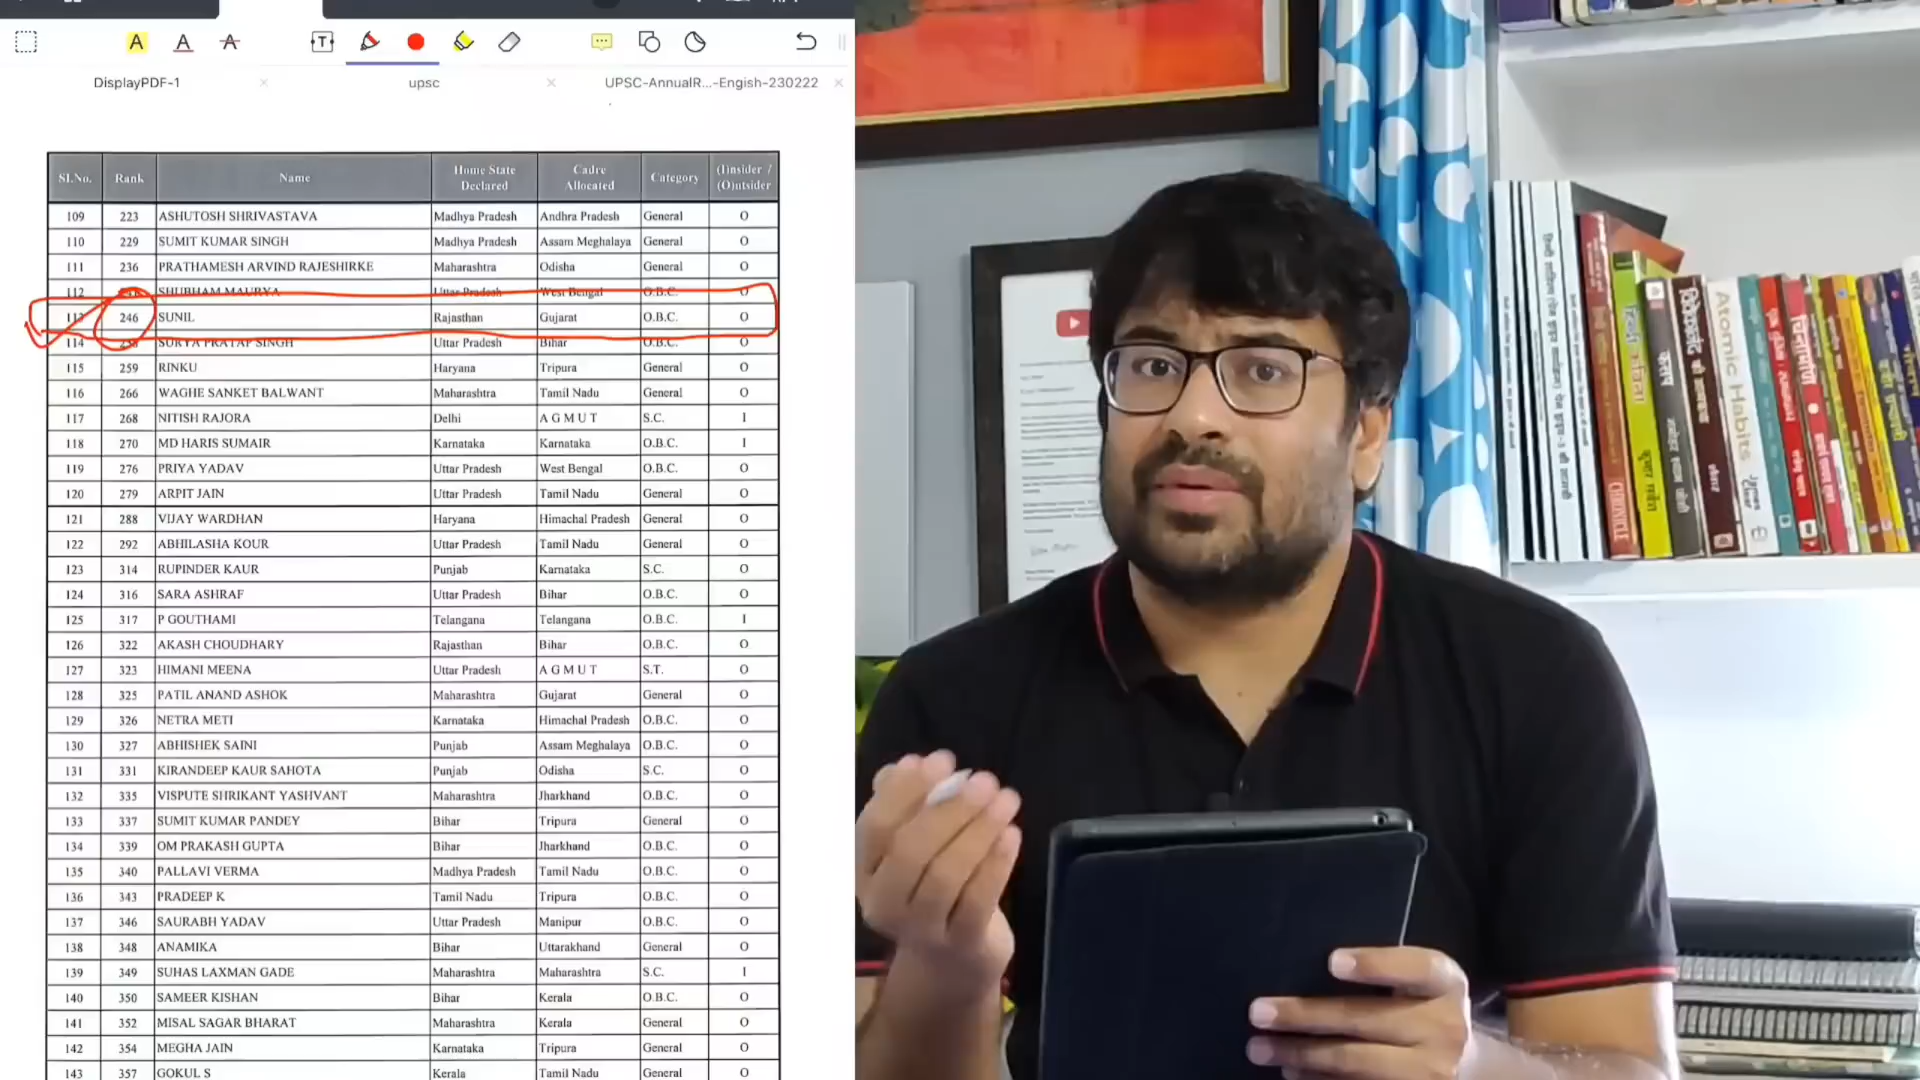 DisplayPDF-1
upsc
UPSC-AnnualR...-Engish-230222
Sl.No. Rank Name Home State Declared Cadre Allocated Category (I)nsider / (O)utsider
109 223 ASHUTOSH SHRIVASTAVA Madhya Pradesh Andhra Pradesh General O
110 229 SUMIT KUMAR SINGH Madhya Pradesh Assam Meghalaya General O
111 236 PRATHAMESH ARVIND RAJESHIRKE Maharashtra Odisha General O
112 SHUBHAM MAURYA Uttar Pradesh West Bengal O.B.C. O
113 246 SUNIL Rajasthan Gujarat O.B.C. O
114 SURYA PRATAP SINGH Uttar Pradesh Bihar O.B.C. O
115 259 RINKU Haryana Tripura General O
116 266 WAGHE SANKET BALWANT Maharashtra Tamil Nadu General O
117 268 NITISH RAJORA Delhi A G M U T S.C. I
118 270 MD HARIS SUMAIR Karnataka Karnataka O.B.C. I
119 276 PRIYA YADAV Uttar Pradesh West Bengal O.B.C. O
120 279 ARPIT JAIN Uttar Pradesh Tamil Nadu General O
121 288 VIJAY WARDHAN Haryana Himachal Pradesh General O
122 292 ABHILASHA KOUR Uttar Pradesh Tamil Nadu General O
123 314 RUPINDER KAUR Punjab Karnataka S.C. O
124 316 SARA ASHRAF Uttar Pradesh Bihar O.B.C. O
125 317 P GOUTHAMI Telangana Telangana O.B.C. I
126 322 AKASH CHOUDHARY Rajasthan Bihar O.B.C. O
127 323 HIMANI MEENA Uttar Pradesh A G M U T S.T. O
128 325 PATIL ANAND ASHOK Maharashtra Gujarat General O
129 326 NETRA METI Karnataka Himachal Pradesh O.B.C. O
130 327 ABHISHEK SAINI Punjab Assam Meghalaya O.B.C. O
131 331 KIRANDEEP KAUR SAHOTA Punjab Odisha S.C. O
132 335 VISPUTE SHRIKANT YASHVANT Maharashtra Jharkhand O.B.C. O
133 337 SUMIT KUMAR PANDEY Bihar Tripura General O
134 339 OM PRAKASH GUPTA Bihar Jharkhand O.B.C. O
135 340 PALLAVI VERMA Madhya Pradesh Tamil Nadu O.B.C. O
136 343 PRADEEP K Tamil Nadu Tripura O.B.C. O
137 346 SAURABH YADAV Uttar Pradesh Manipur O.B.C. O
138 348 ANAMIKA Bihar Uttarakhand General O
139 349 SUHAS LAXMAN GADE Maharashtra Maharashtra S.C. I
140 350 SAMEER KISHAN Bihar Kerala O.B.C. O
141 352 MISAL SAGAR BHARAT Maharashtra Kerala General O
142 354 MEGHA JAIN Karnataka Tripura General O
143 357 GOKUL S Kerala Tamil Nadu General O
CHRONICLE
Atomic Habits
James Clear